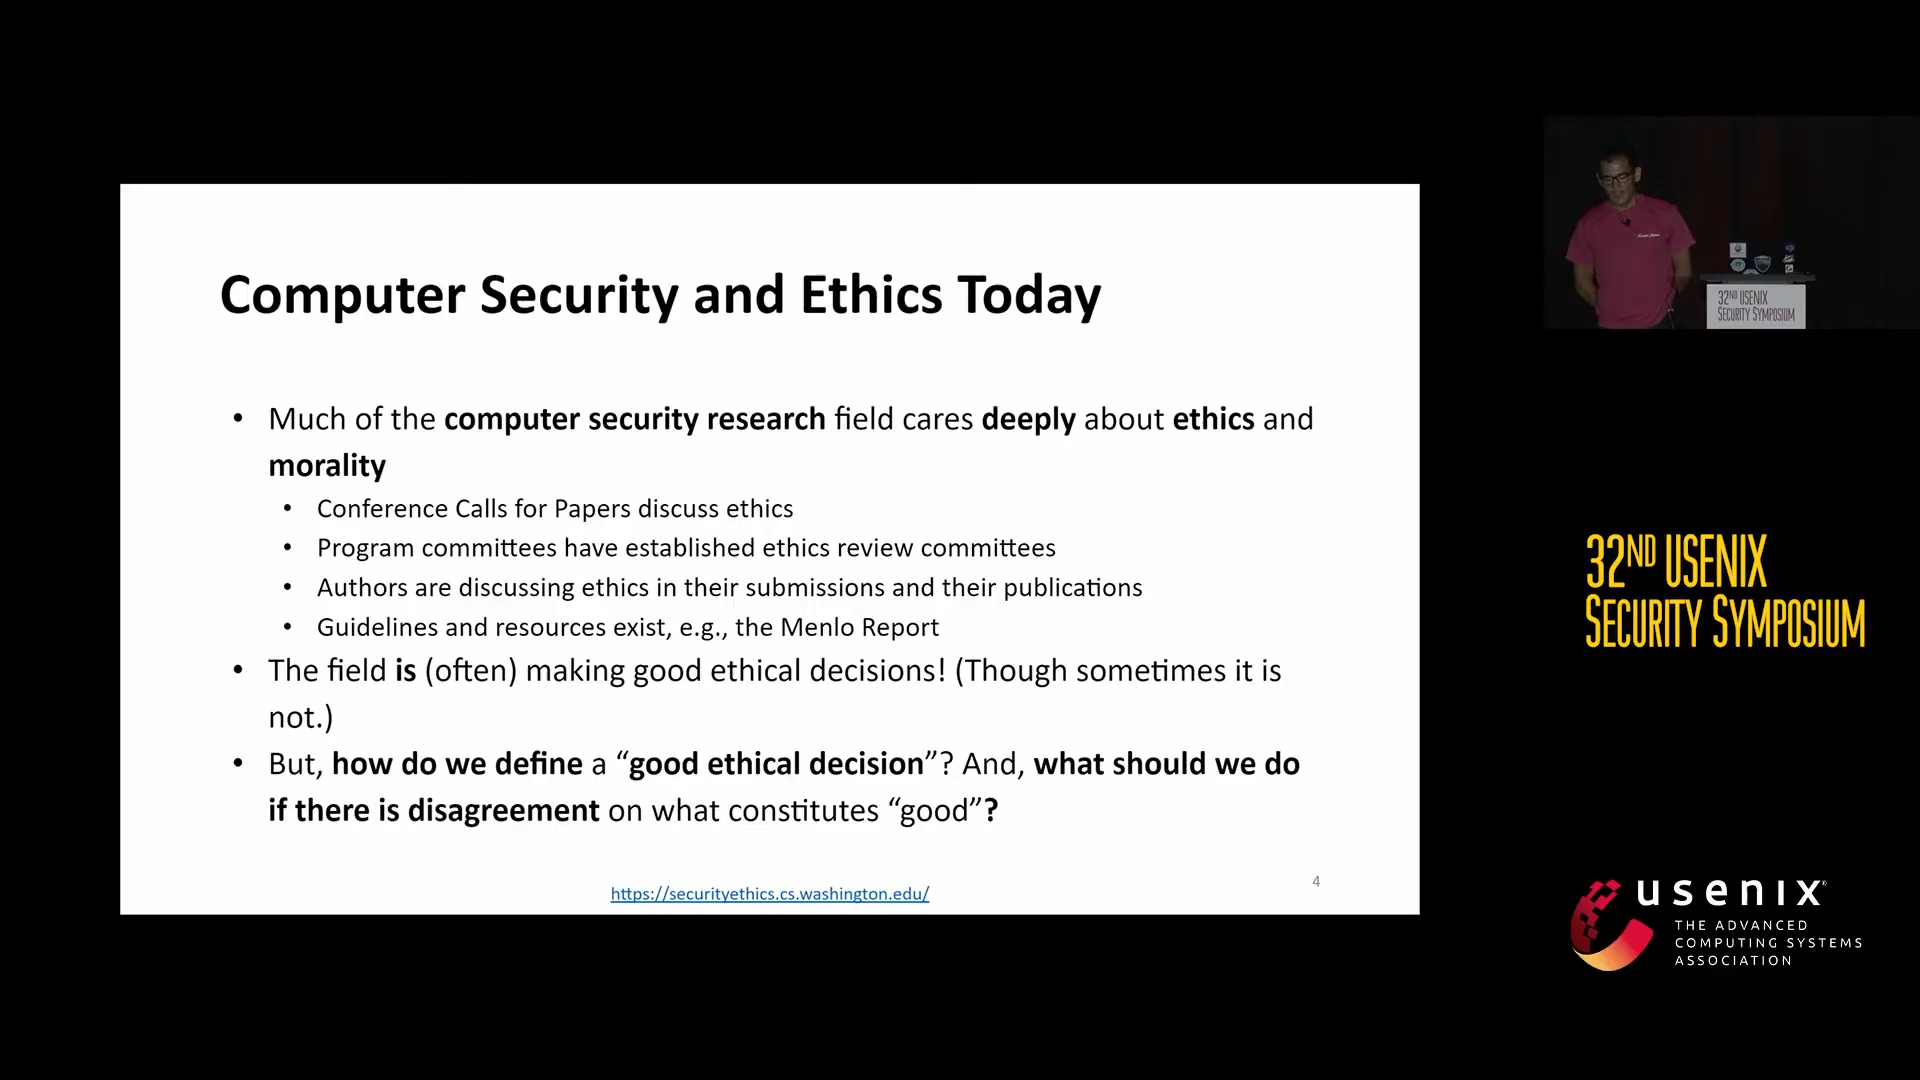 Computer Security and Ethics Today
• Much of the computer security research field cares deeply about ethics and
morality
• Conference Calls for Papers discuss ethics
• Program committees have established ethics review committees
• Authors are discussing ethics in their submissions and their publications
• Guidelines and resources exist, e.g., the Menlo Report
• The field is (often) making good ethical decisions! (Though sometimes it is
not.)
• But, how do we define a “good ethical decision”? And, what should we do
if there is disagreement on what constitutes “good”?
https://securityethics.cs.washington.edu/
4
32ND USENIX
SECURITY SYMPOSIUM
32ND USENIX
SECURITY SYMPOSIUM
usenix®
THE ADVANCED
COMPUTING SYSTEMS
ASSOCIATION